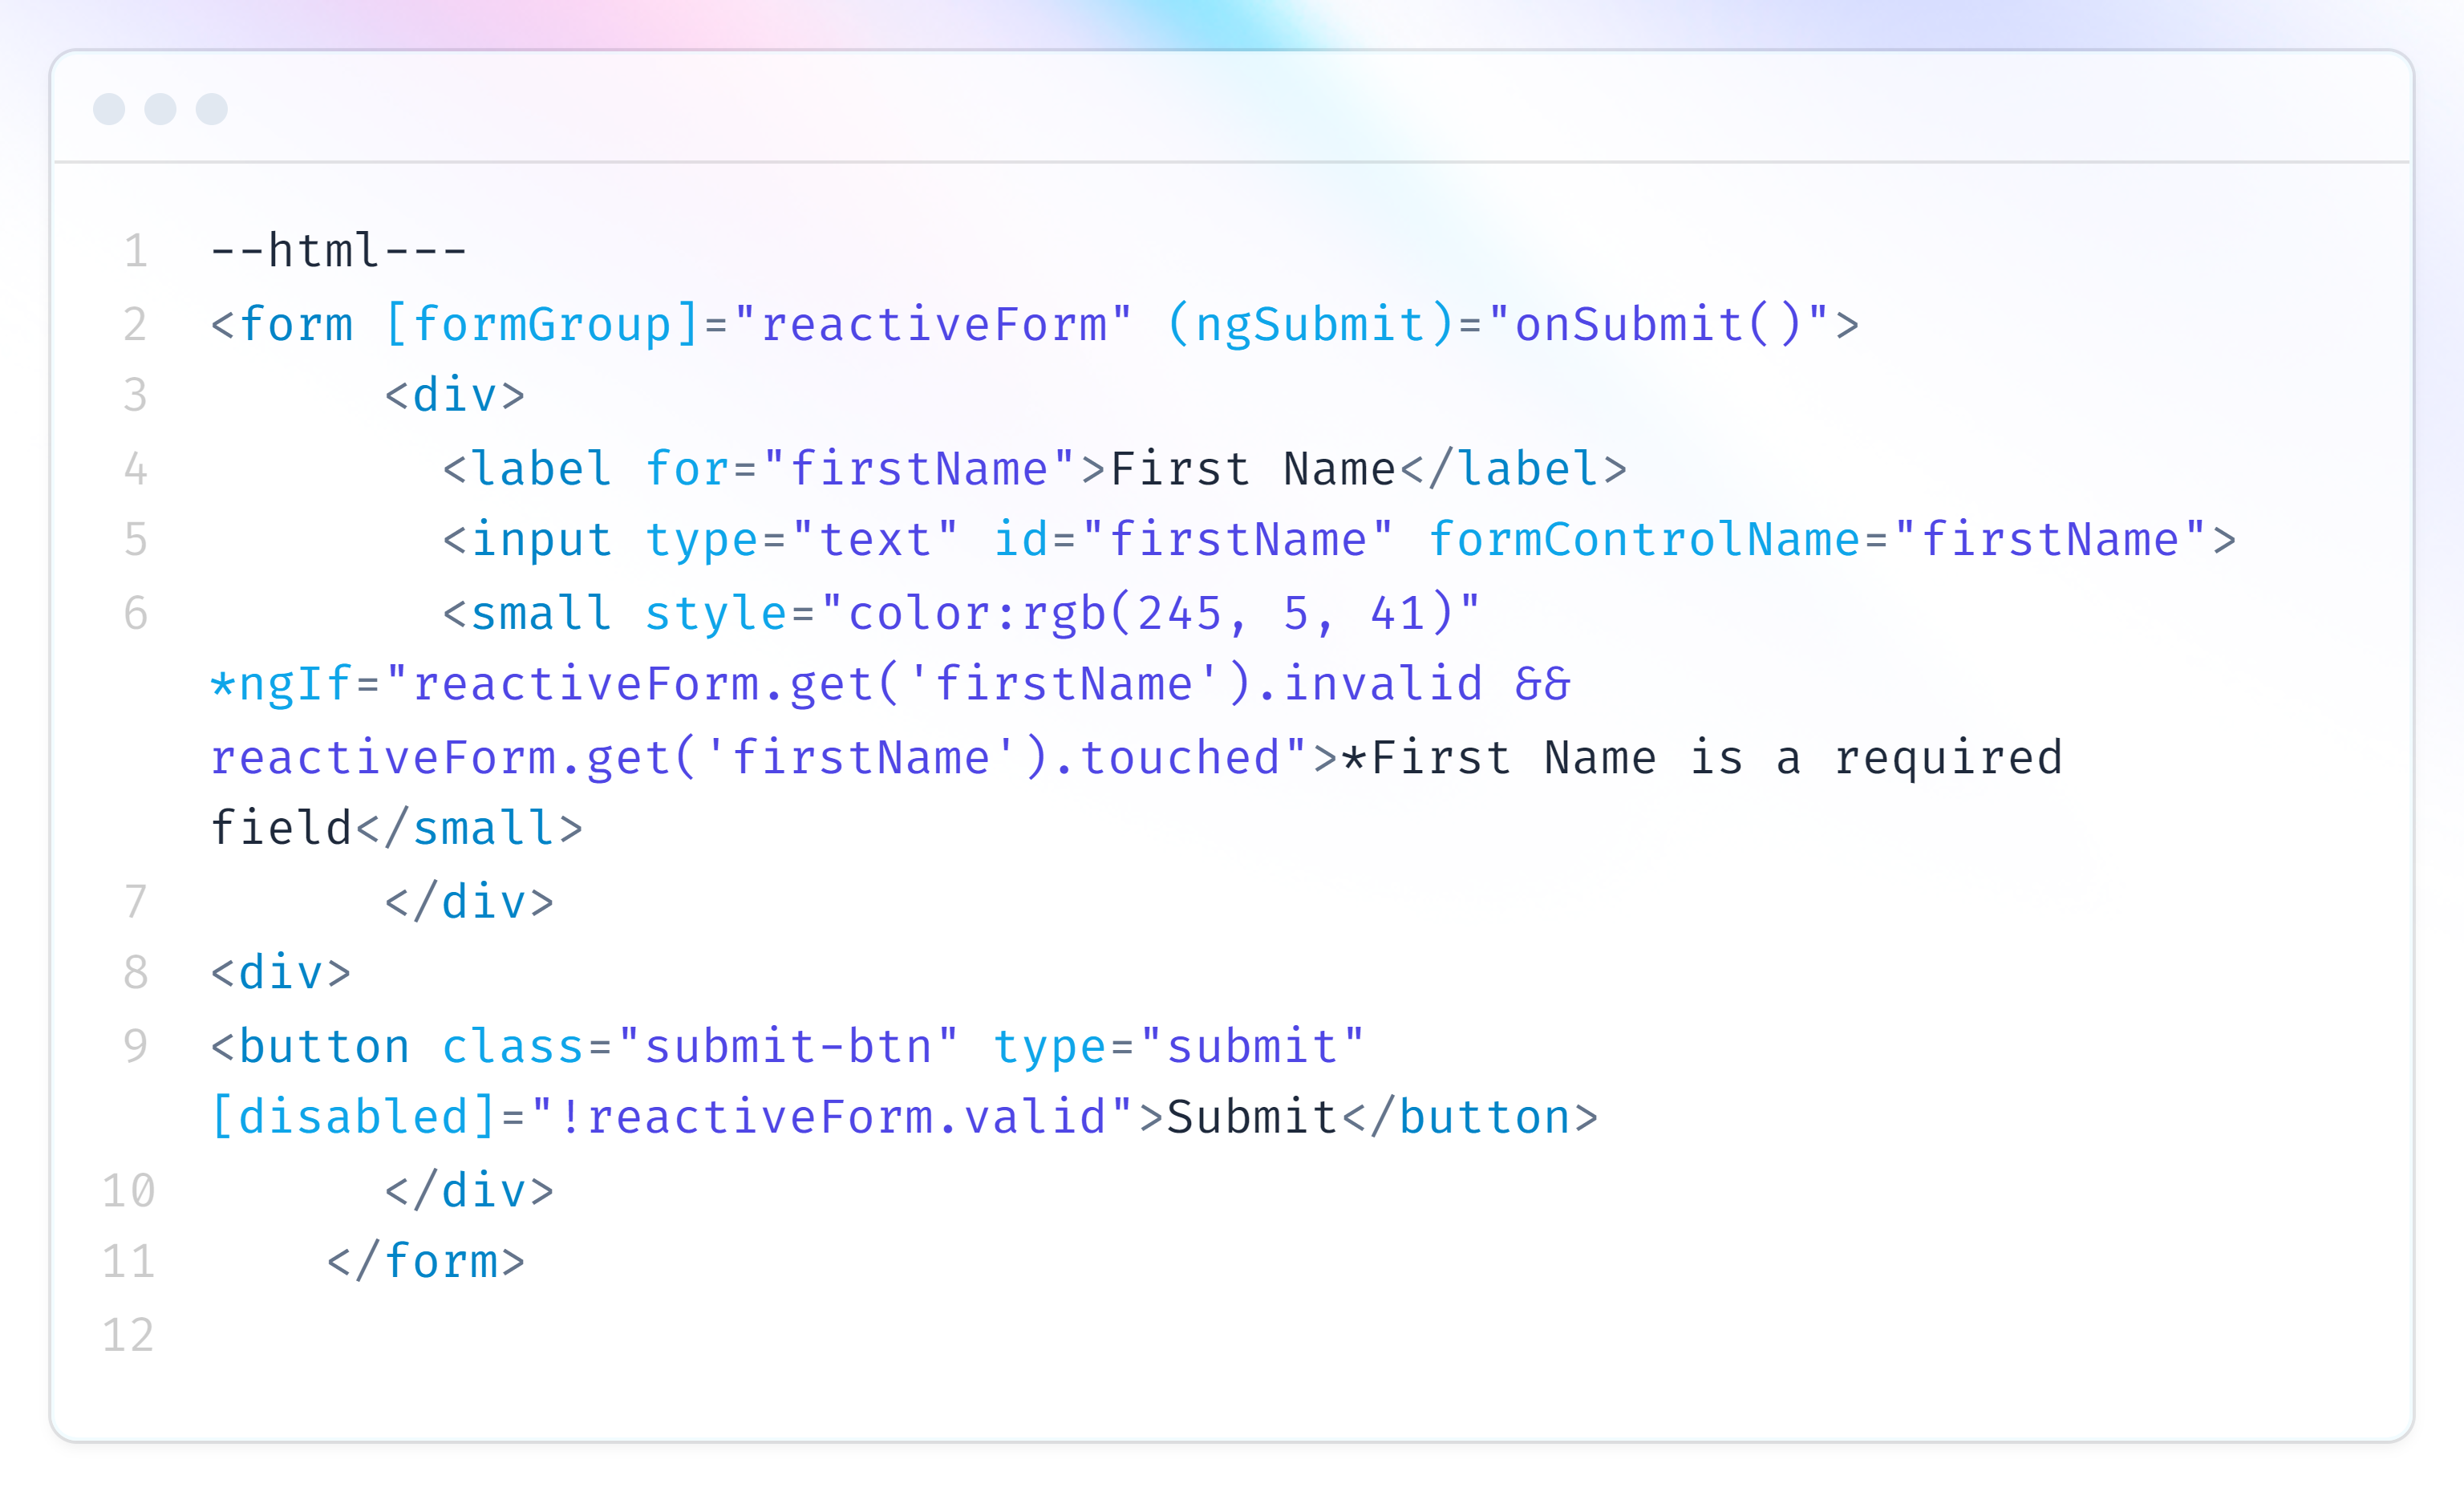 1 --html---
2 <form [formGroup]="reactiveForm" (ngSubmit)="onSubmit()">
3       <div>
4         <label for="firstName">First Name</label>
5         <input type="text" id="firstName" formControlName="firstName">
6         <small style="color:rgb(245, 5, 41)"
*ngIf="reactiveForm.get('firstName').invalid &&
reactiveForm.get('firstName').touched">*First Name is a required
field</small>
7       </div>
8 <div>
9 <button class="submit-btn" type="submit"
[disabled]="!reactiveForm.valid">Submit</button>
10       </div>
11     </form>
12